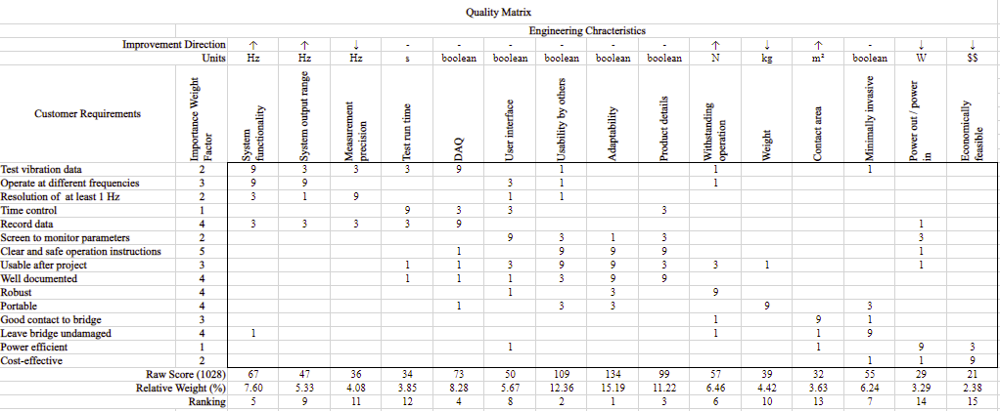 Quality Matrix
Engineering Chracteristics
Improvement Direction ↑ ↑ ↓ - - - - - - ↑ ↓ ↑ - ↓ ↓
Units Hz Hz Hz s boolean boolean boolean boolean boolean N kg m² boolean W $$
Customer Requirements Importance Weight Factor System functionality System output range Measurement precision Test run time DAQ User interface Usability by others Adaptability Product details Withstanding operation Weight Contact area Minimally invasive Power out / power in Economically feasible
Test vibration data 2 9 3 3 3 9 1 1 1
Operate at different frequencies 3 9 9 3 1 1
Resolution of at least 1 Hz 2 3 1 9 1 1
Time control 1 9 3 3 3
Record data 4 3 3 3 3 9 1
Screen to monitor parameters 2 9 3 1 3 3
Clear and safe operation instructions 5 1 9 9 9 1
Usable after project 3 1 1 3 9 9 3 3 1 1
Well documented 4 1 1 1 3 9 9
Robust 4 1 3 9
Portable 4 1 3 3 9 3
Good contact to bridge 3 1 9 1
Leave bridge undamaged 4 1 1 1 9
Power efficient 1 1 1 9 3
Cost-effective 2 1 1 9
Raw Score (1028) 67 47 36 34 73 50 109 134 99 57 39 32 55 29 21
Relative Weight (%) 7.60 5.33 4.08 3.85 8.28 5.67 12.36 15.19 11.22 6.46 4.42 3.63 6.24 3.29 2.38
Ranking 5 9 11 12 4 8 2 1 3 6 10 13 7 14 15